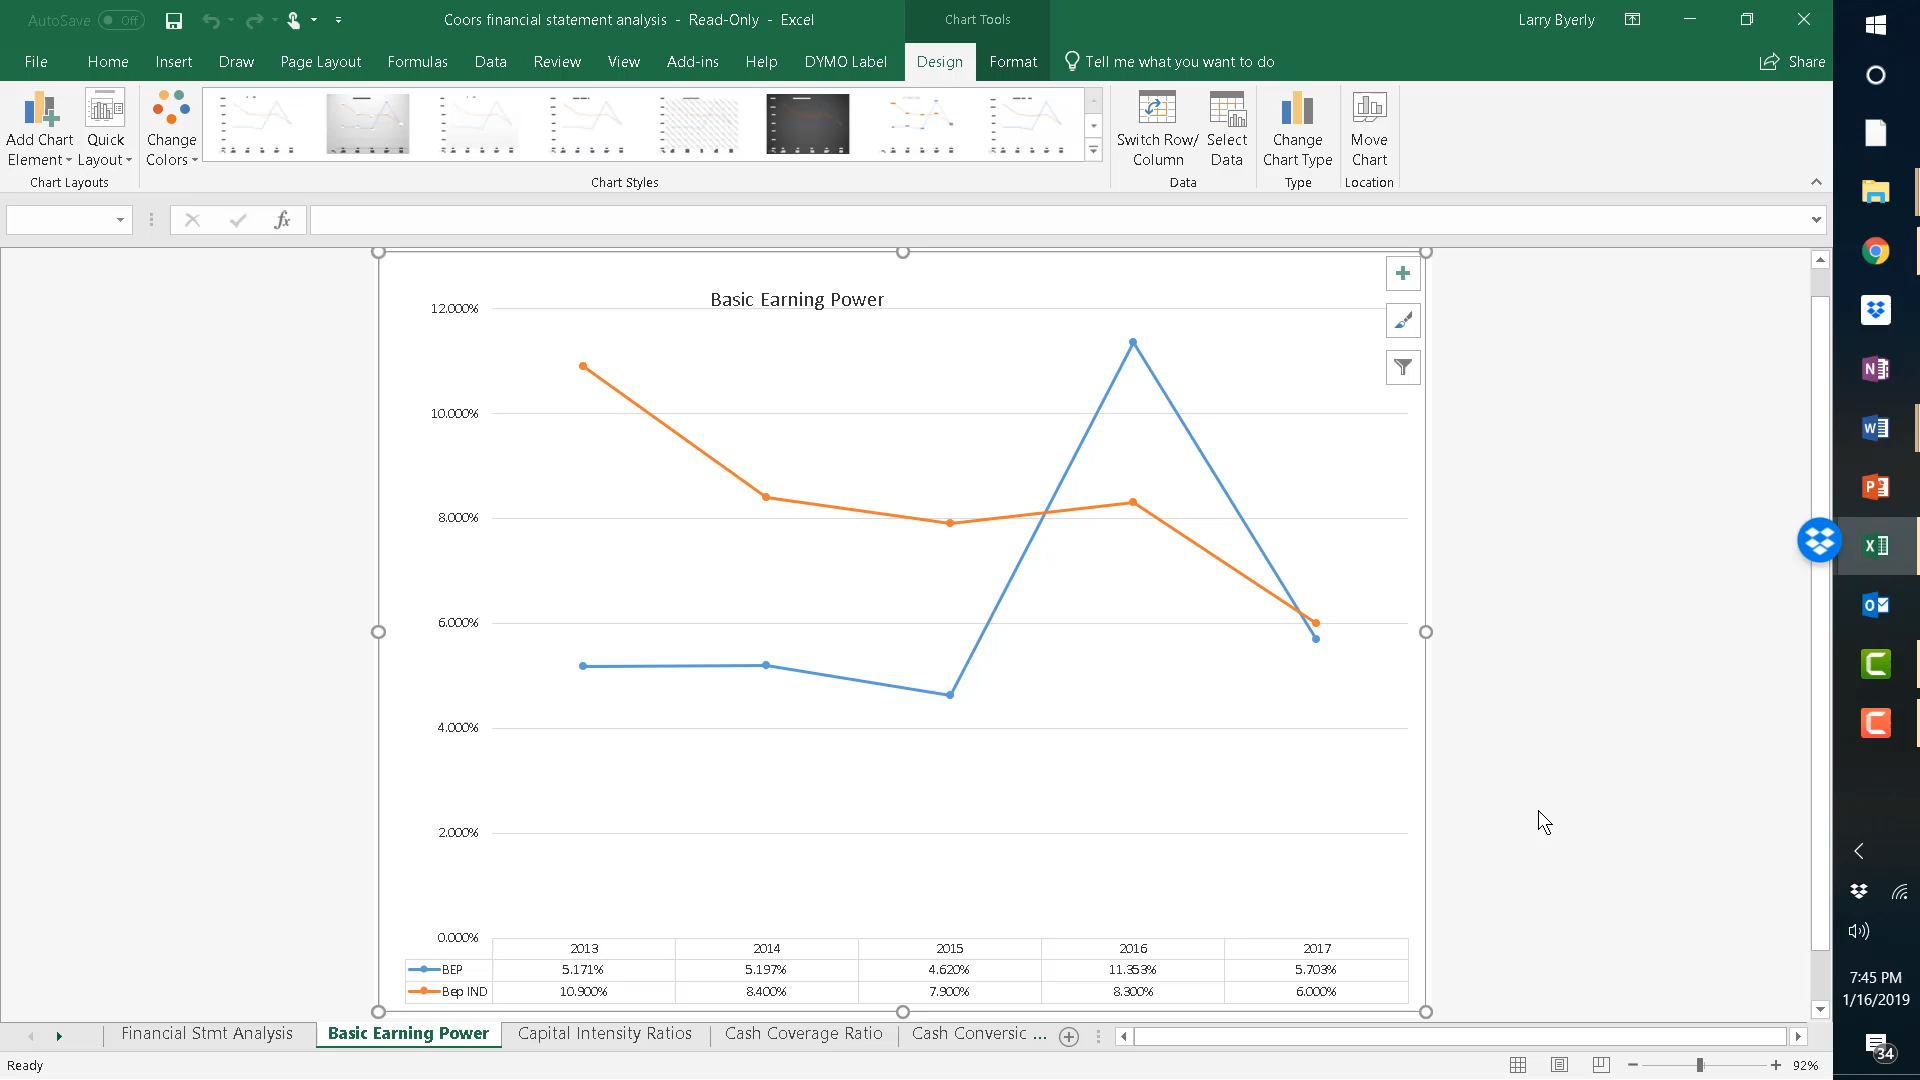 AutoSave Off
Coors financial statement analysis - Read-Only - Excel
Chart Tools
Larry Byerly
File Home Insert Draw Page Layout Formulas Data Review View Add-ins Help DYMO Label Design Format Tell me what you want to do Share
Add Chart Element
Quick Layout
Change Colors
Switch Row/ Column
Select Data
Change Chart Type
Move Chart
Chart Layouts
Chart Styles
Data
Type
Location
fx
Basic Earning Power
12.000%
10.000%
8.000%
6.000%
4.000%
2.000%
0.000%
2013 2014 2015 2016 2017
BEP 5.171% 5.197% 4.620% 11.353% 5.703%
Bep IND 10.900% 8.400% 7.900% 8.300% 6.000%
Financial Stmt Analysis Basic Earning Power Capital Intensity Ratios Cash Coverage Ratio Cash Conversic ...
Ready
92%
N
W
P
X
O
7:45 PM
1/16/2019
34